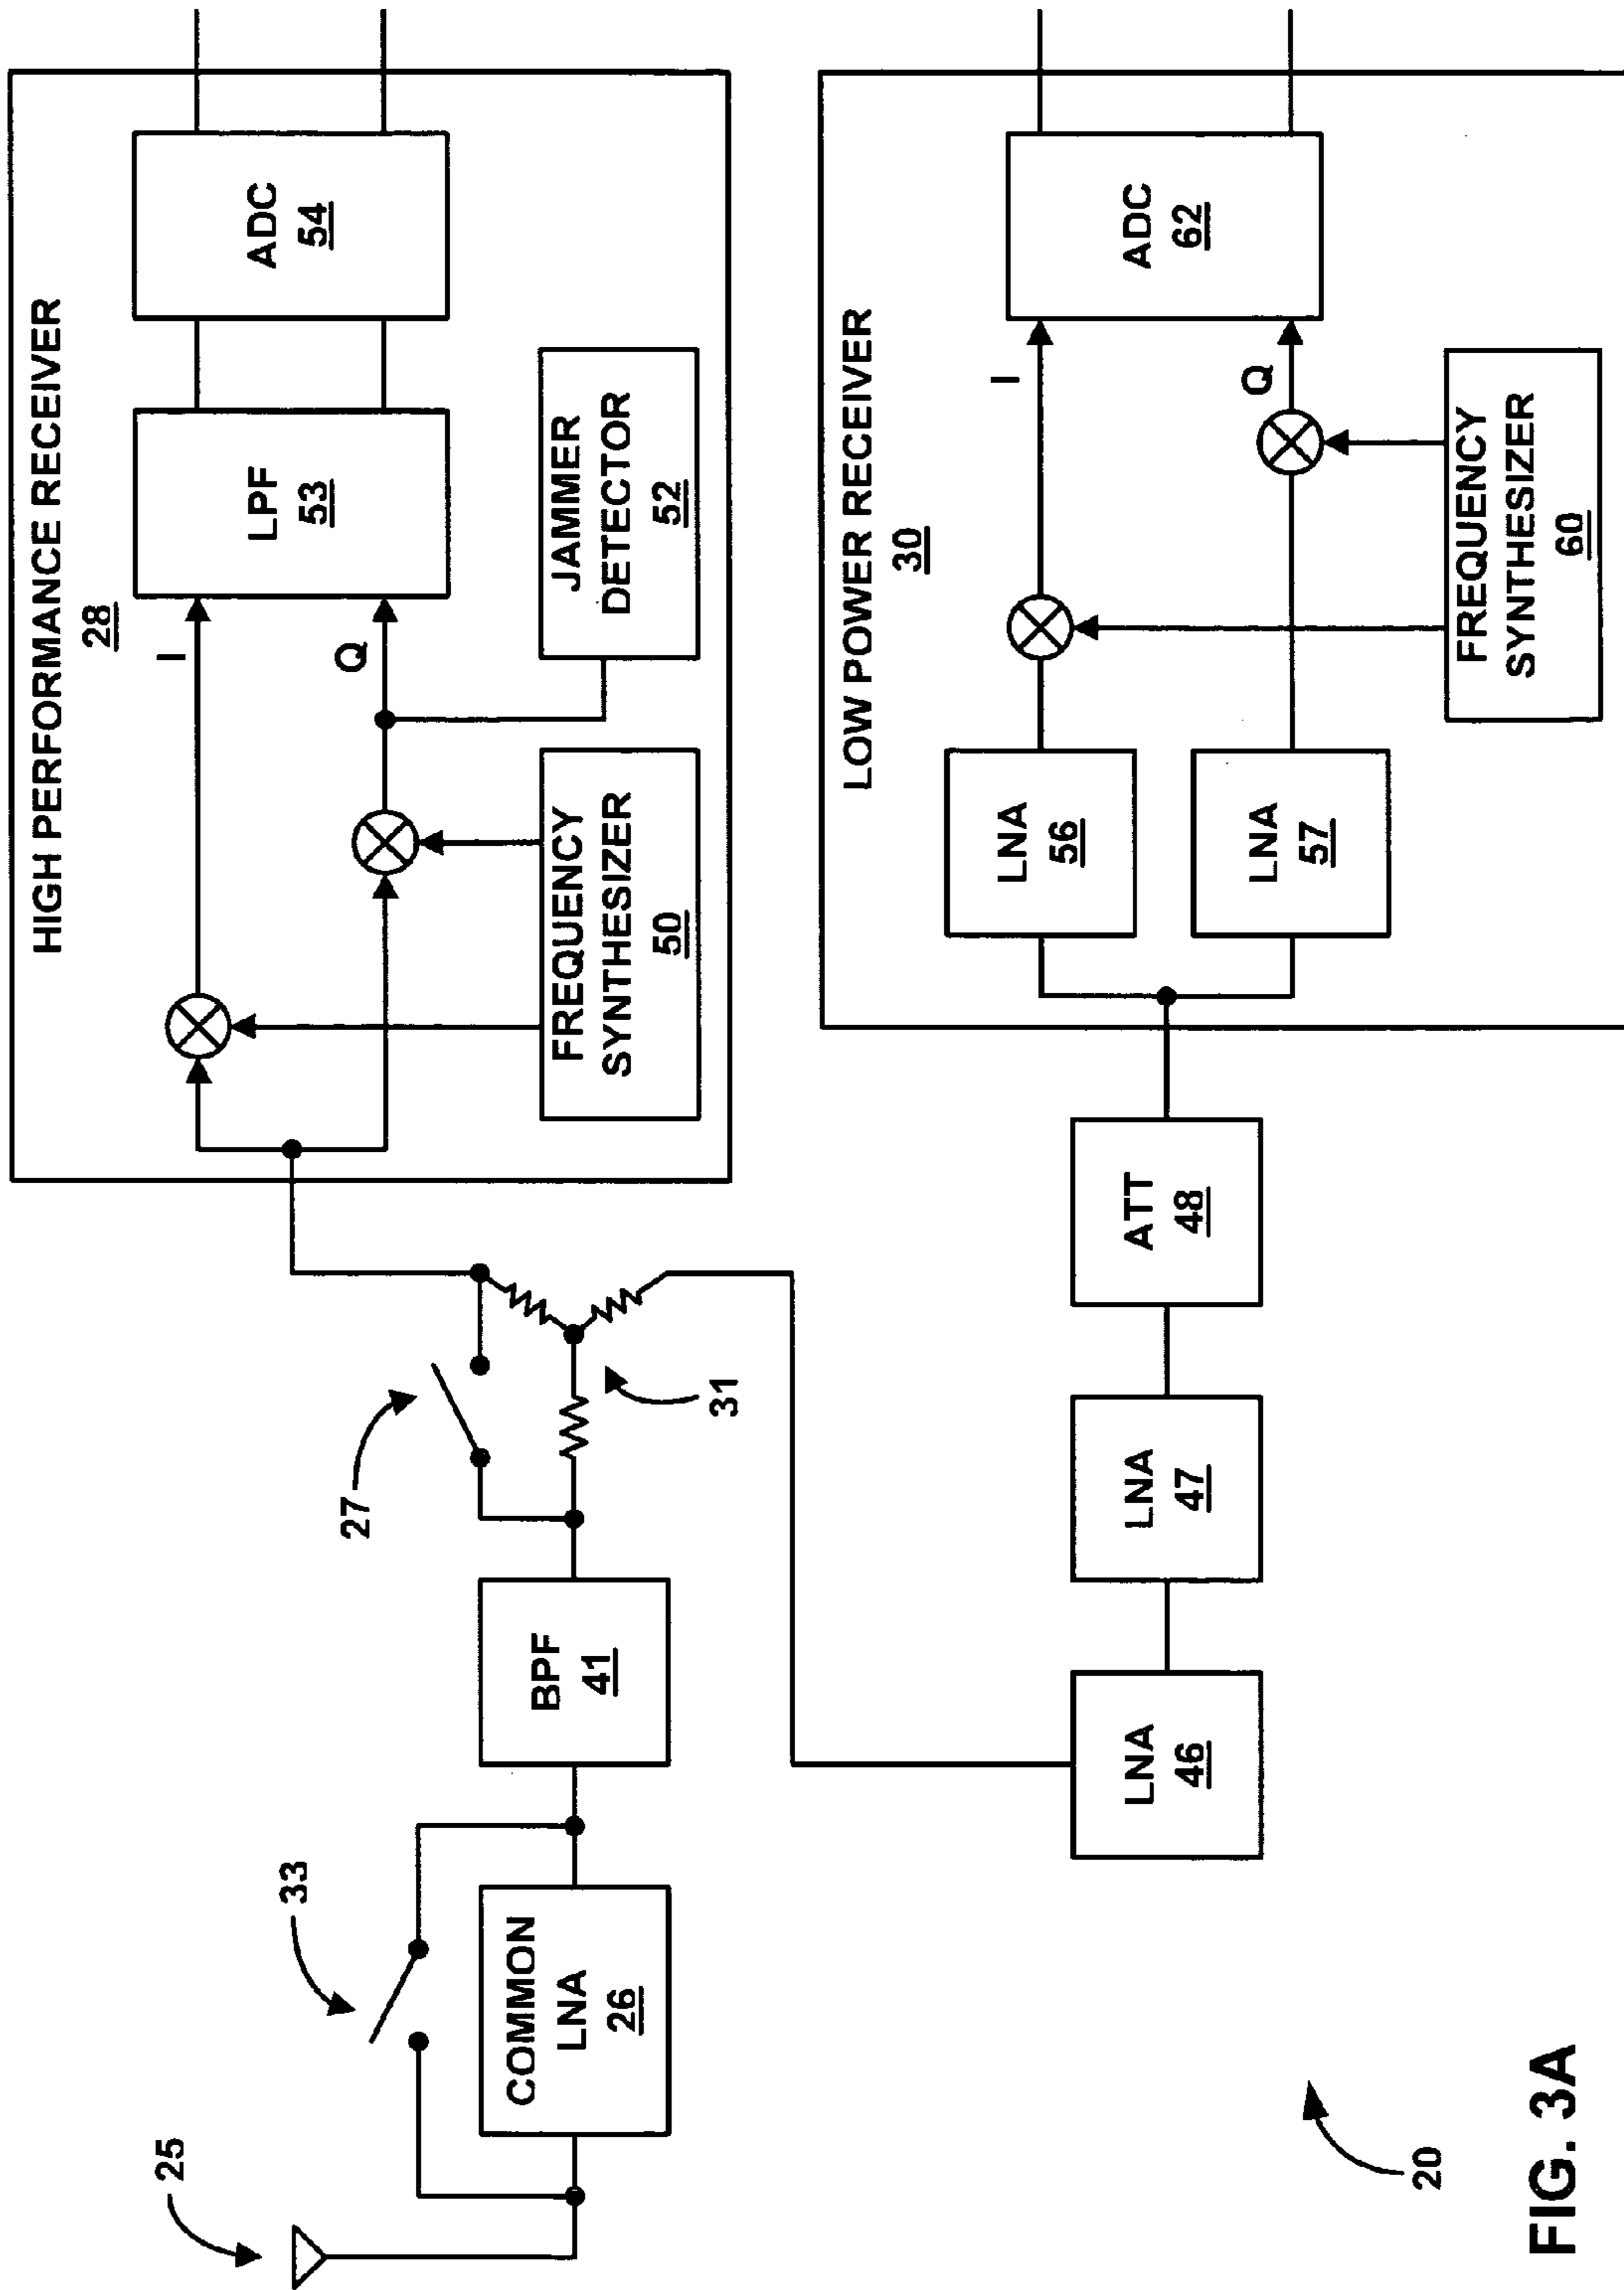 HIGH PERFORMANCE RECEIVER
28
I
Q
LPF
53
ADC
54
FREQUENCY
SYNTHESIZER
50
JAMMER
DETECTOR
52
25
33
COMMON
LNA
26
BPF
41
27
31
LOW POWER RECEIVER
30
LNA
46
LNA
47
ATT
48
LNA
56
LNA
57
I
Q
ADC
62
FREQUENCY
SYNTHESIZER
60
20
FIG. 3A